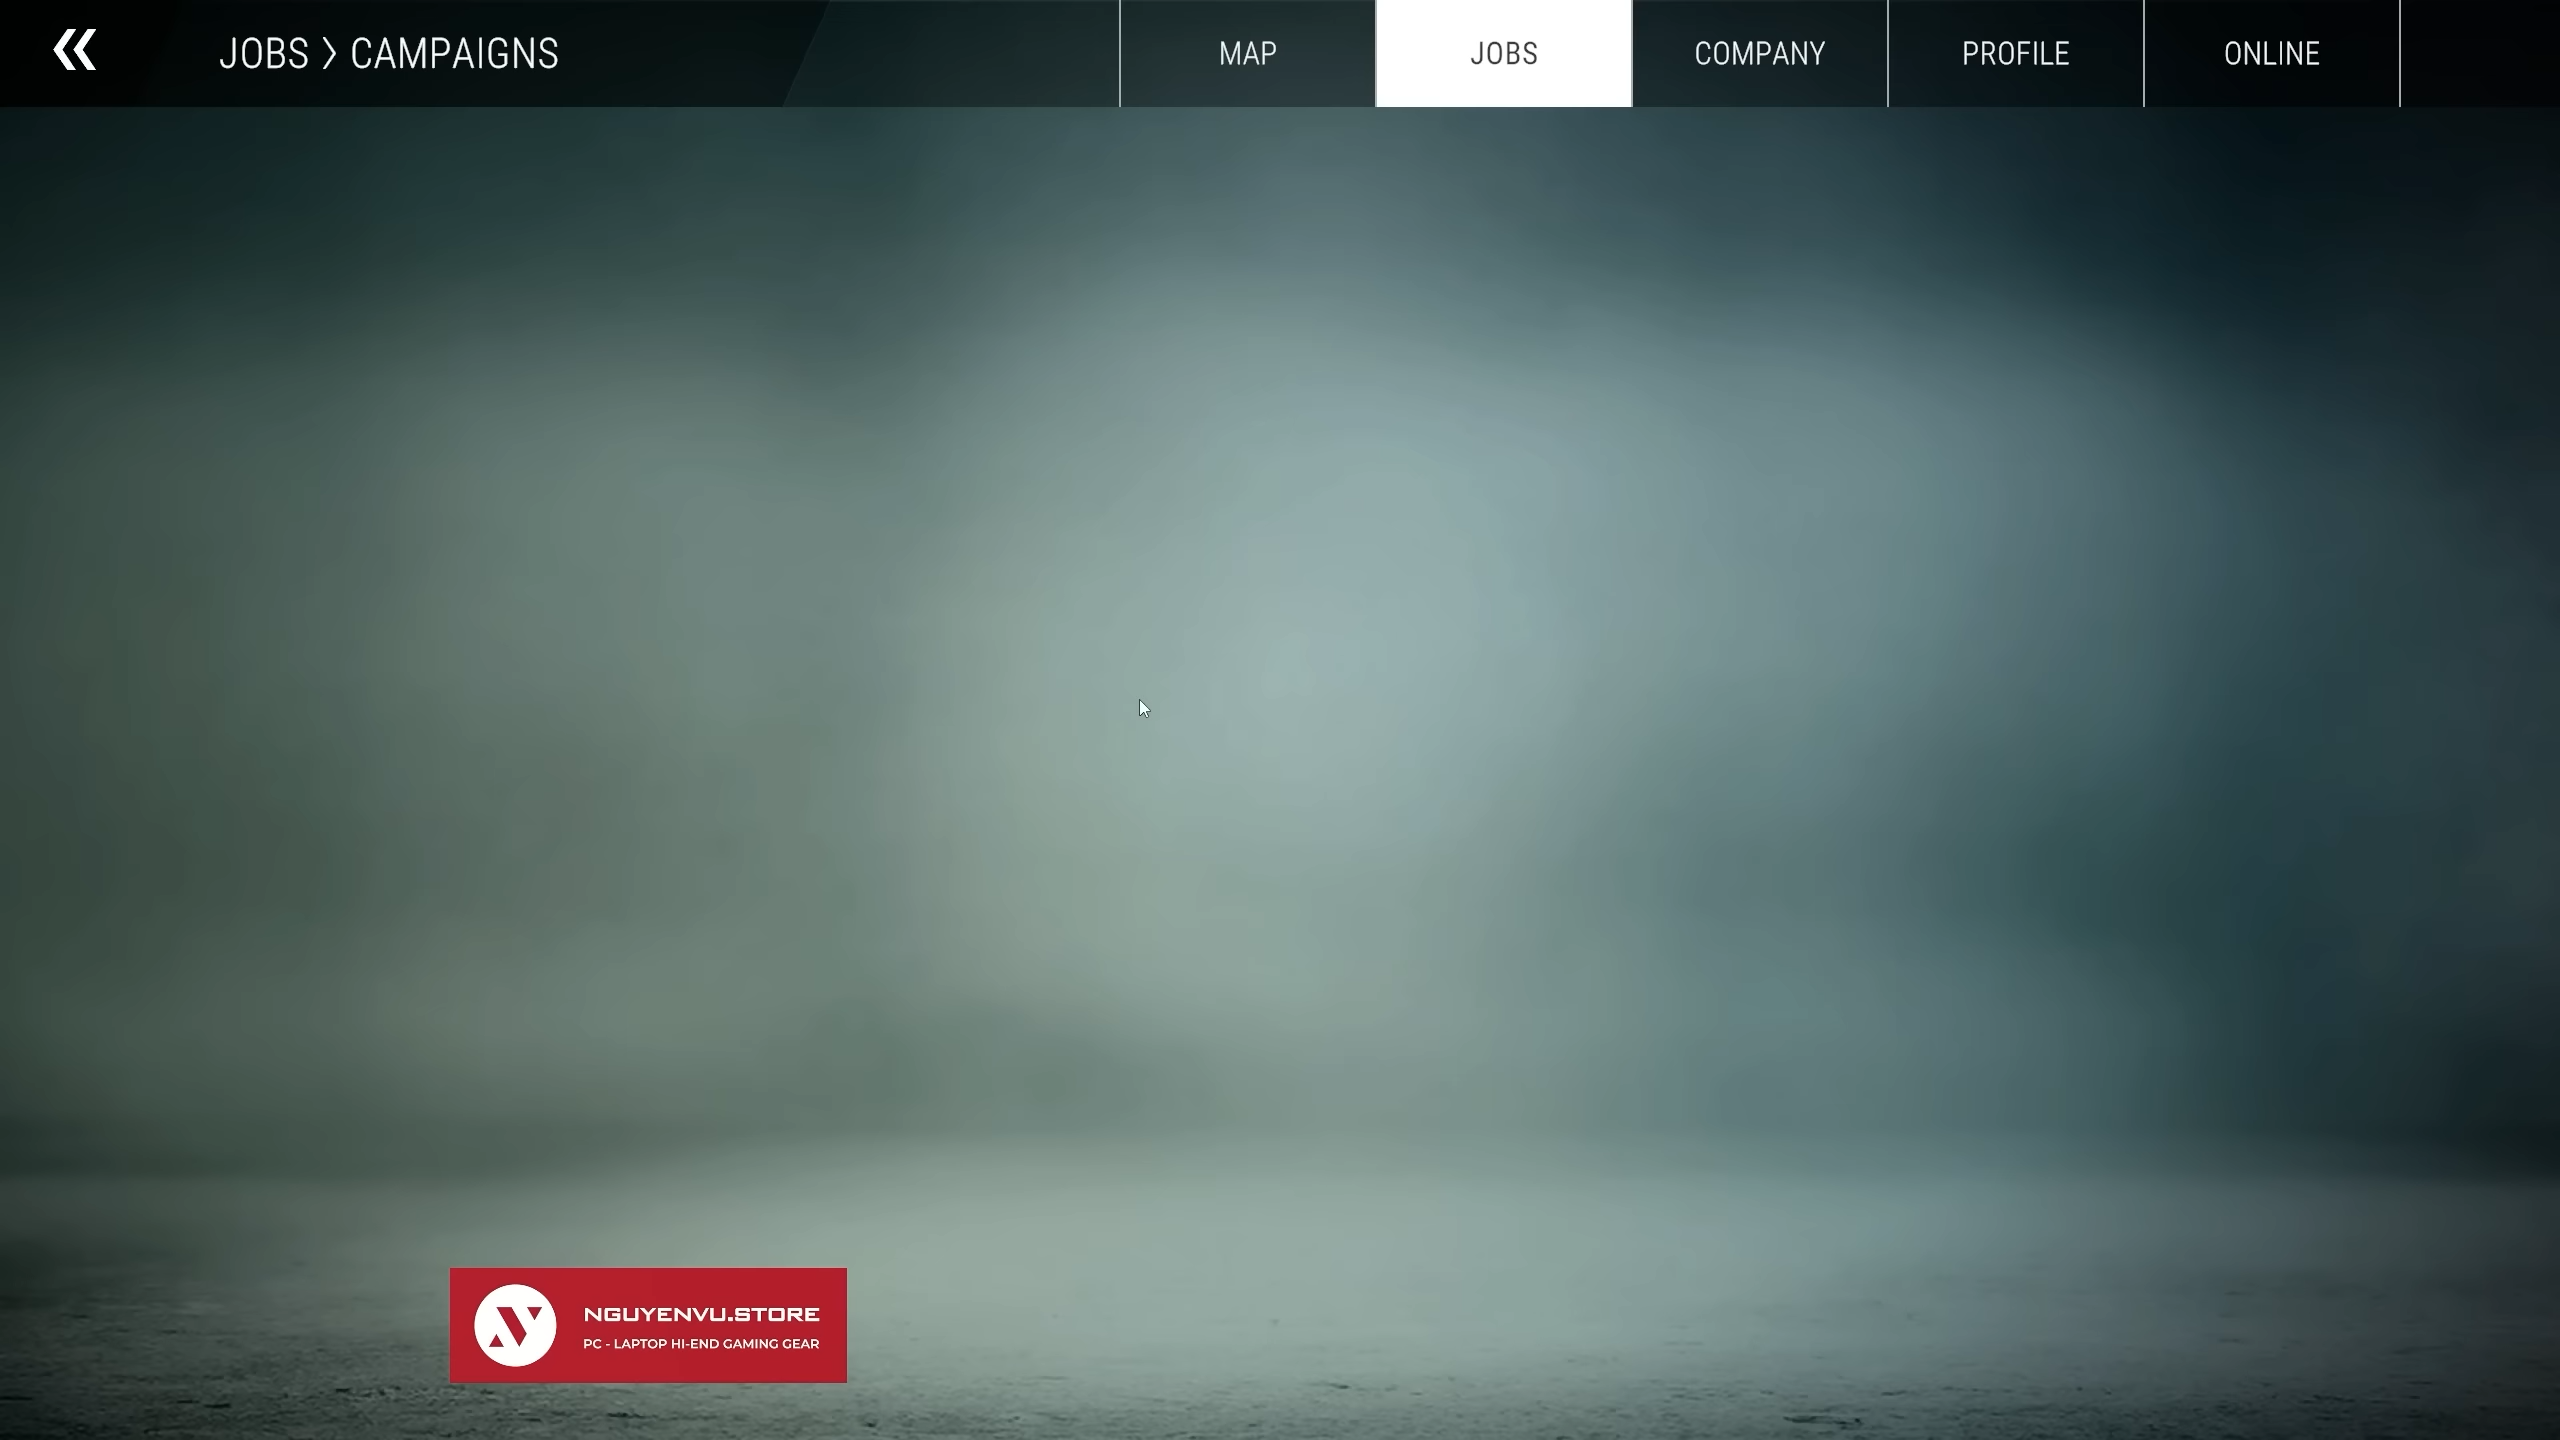 JOBS > CAMPAIGNS
MAP
JOBS
COMPANY
PROFILE
ONLINE
NGUYENVU.STORE
PC - LAPTOP HI-END GAMING GEAR